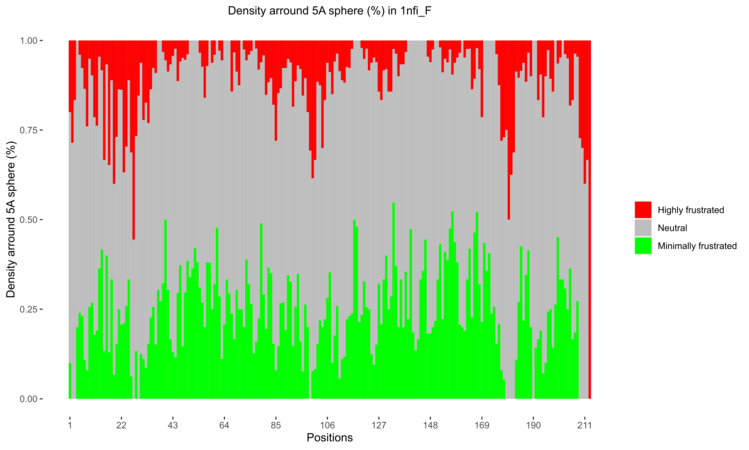 Density arround 5A sphere (%) in 1nfi_F
Density arround 5A sphere (%)
1.00
0.75
0.50
0.25
0.00
1 22 43 64 85 106 127 148 169 190 211
Positions
Highly frustrated
Neutral
Minimally frustrated